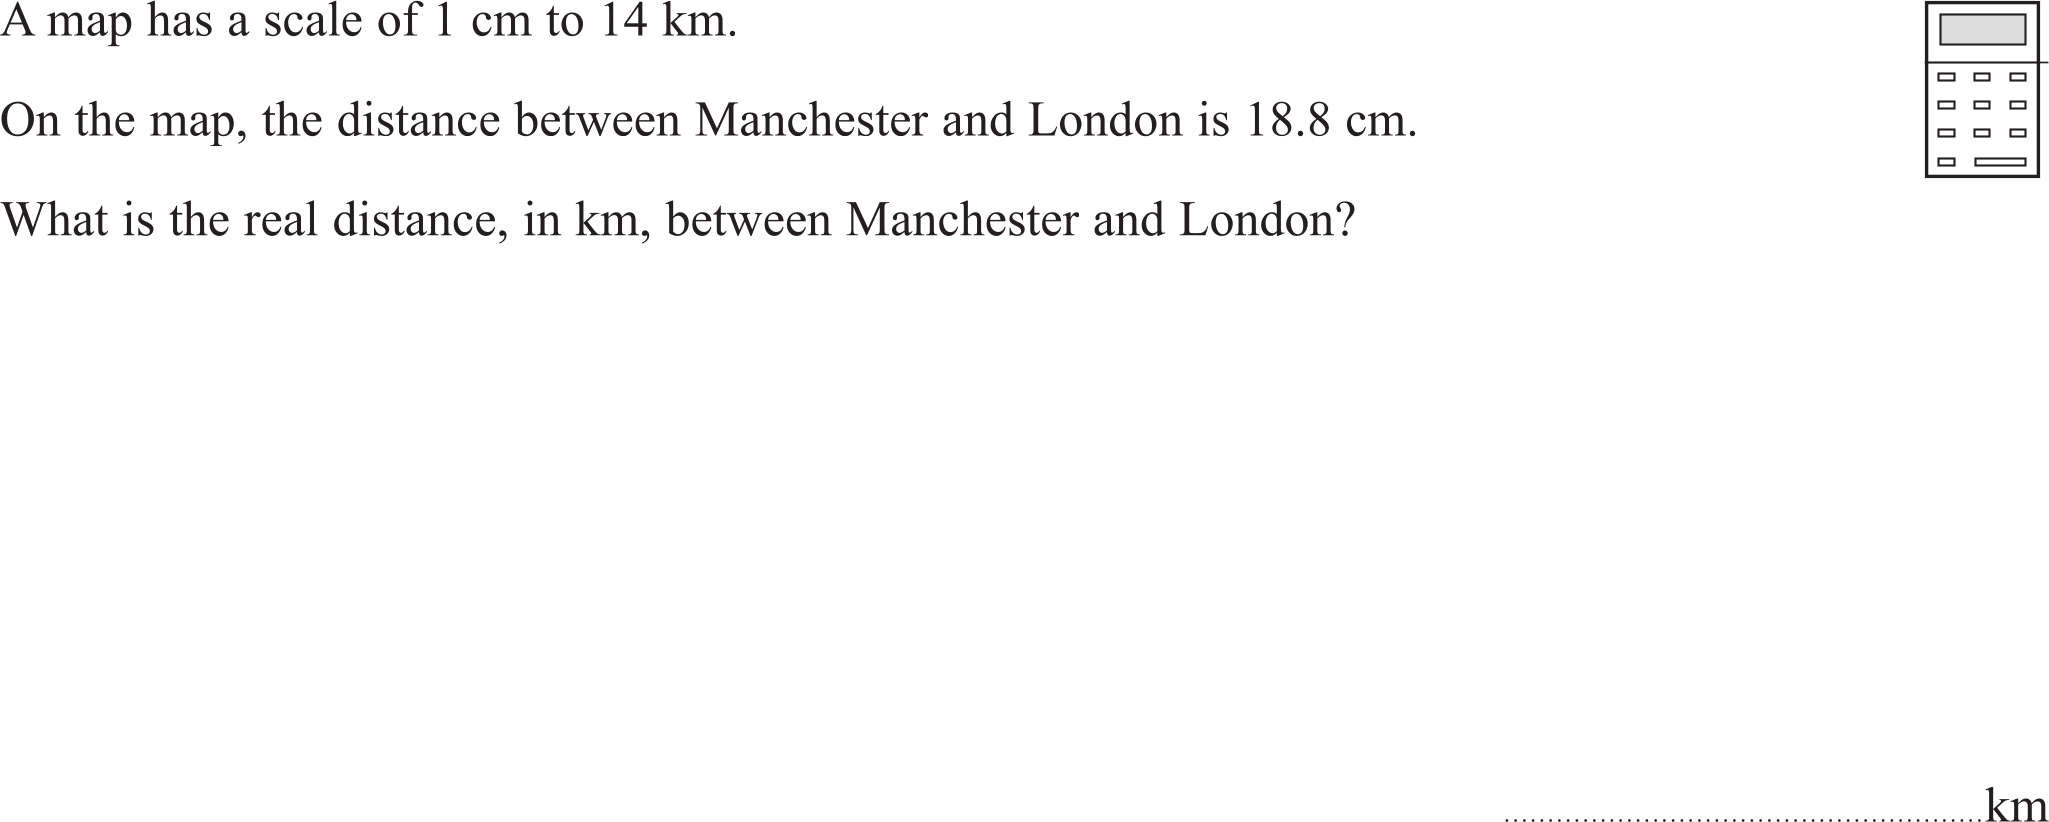 A map has a scale of 1 cm to 14 km.
On the map, the distance between Manchester and London is 18.8 cm.
What is the real distance, in km, between Manchester and London?
......................................................km